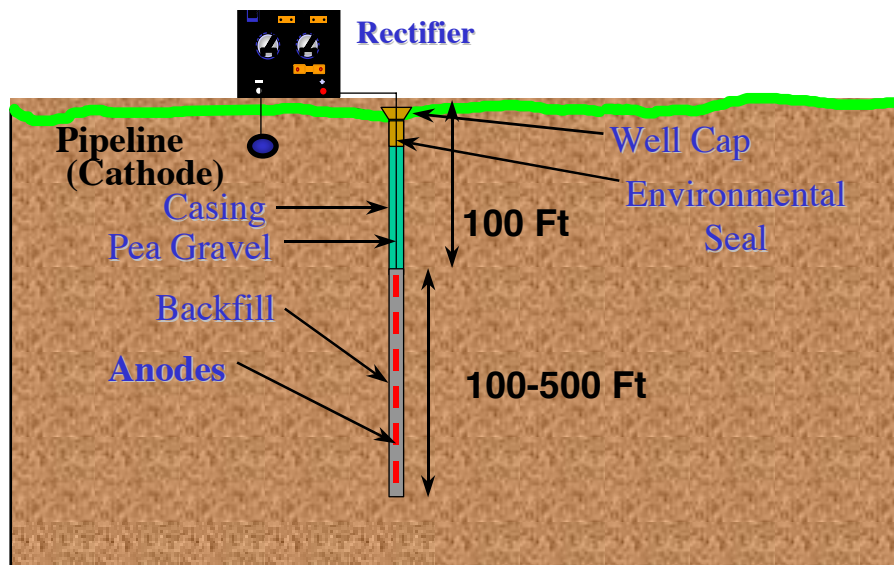 Rectifier
Pipeline
(Cathode)
Well Cap
Casing
Environmental
Seal
Pea Gravel
100 Ft
Backfill
Anodes
100-500 Ft